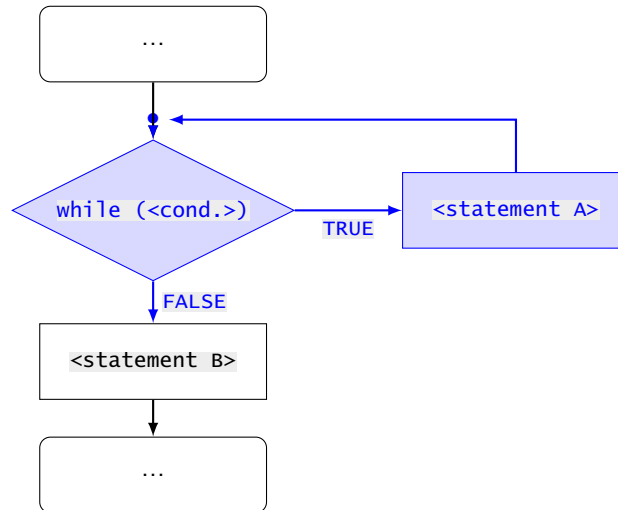 ...
while (<cond.>)
TRUE
<statement A>
FALSE
<statement B>
...